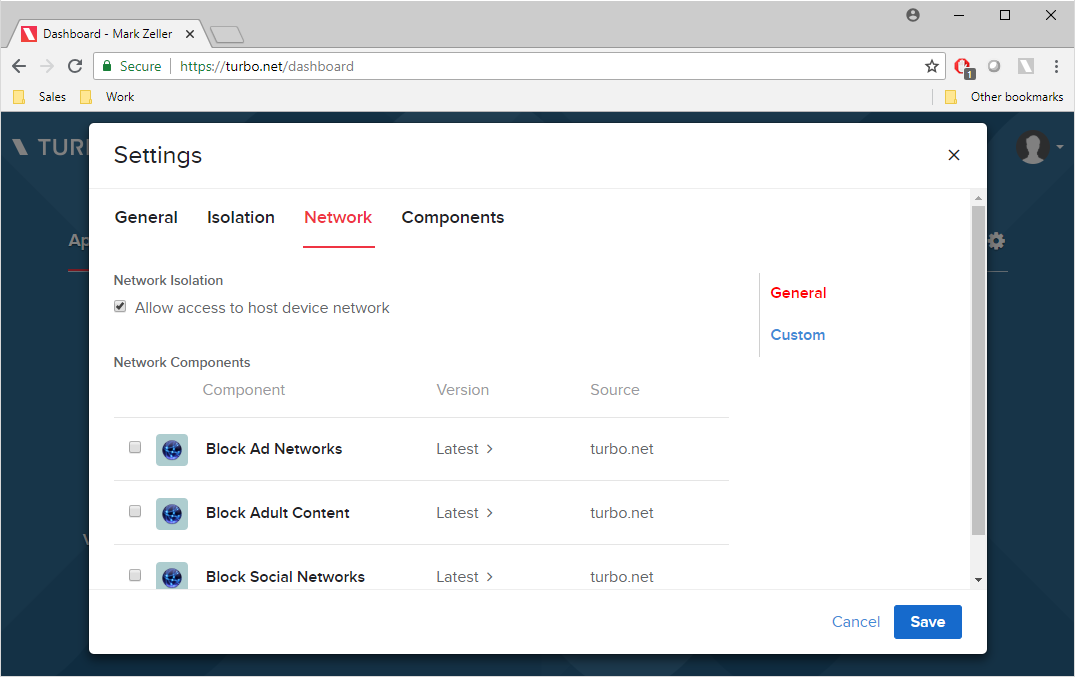 Dashboard - Mark Zeller
Secure https://turbo.net/dashboard
1
Sales Work Other bookmarks
TUR
Settings
General Isolation Network Components
Ap
Network Isolation
General
Allow access to host device network
Custom
Network Components
Component Version Source
Block Ad Networks Latest turbo.net
Block Adult Content Latest turbo.net
Block Social Networks Latest turbo.net
Cancel Save